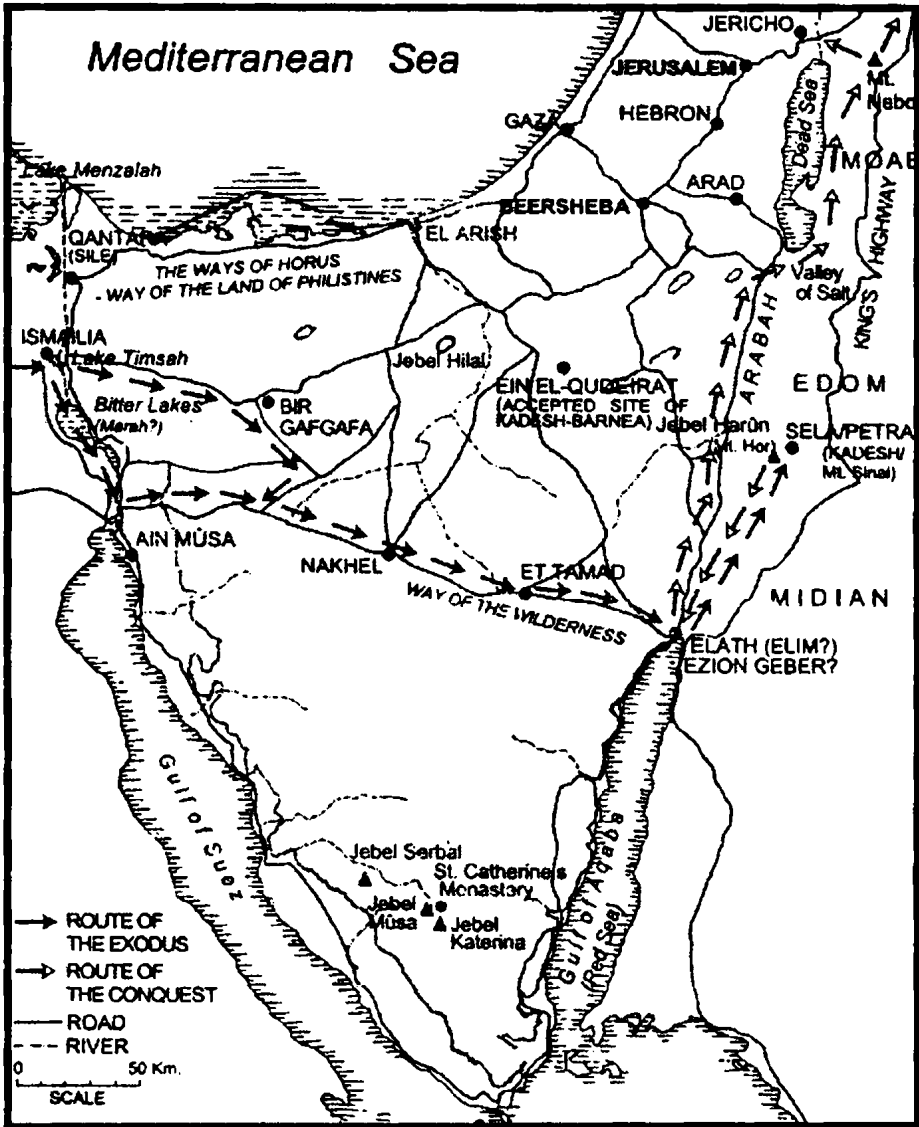 Mediterranean Sea
JERICHO
JERUSALEM
Mt.
Nebo
GAZA
HEBRON
Dead Sea
MOAB
Lake Menzalah
ARAD
BEERSHEBA
KINGS HIGHWAY
QANTARA
(SILE)
EL ARISH
THE WAYS OF HORUS
- WAY OF THE LAND OF PHILISTINES
Valley
of Salt
ISMAILIA
Lake Timsah
Jebel Hilal
ARABAH
EDOM
Bitter Lakes
(Marah?)
BIR
GAFGAFA
EIN EL-QUDEIRAT
(ACCEPTED SITE OF
KADESH-BARNEA)
Jebel Harûn
(Mt. Hor)
SELA/PETRA
(KADESH/
Mt. Sinai)
AIN MÛSA
NAKHEL
ET TAMAD
WAY OF THE WILDERNESS
MIDIAN
ELATH (ELIM?)
EZION GEBER?
Gulf of Suez
Gulf of Aqaba
(Red Sea)
Jebel Serbal
St. Catherine's
Monastery
Jebel
Mûsa
Jebel
Katerina
ROUTE OF
THE EXODUS
ROUTE OF
THE CONQUEST
ROAD
RIVER
0 50 Km.
SCALE